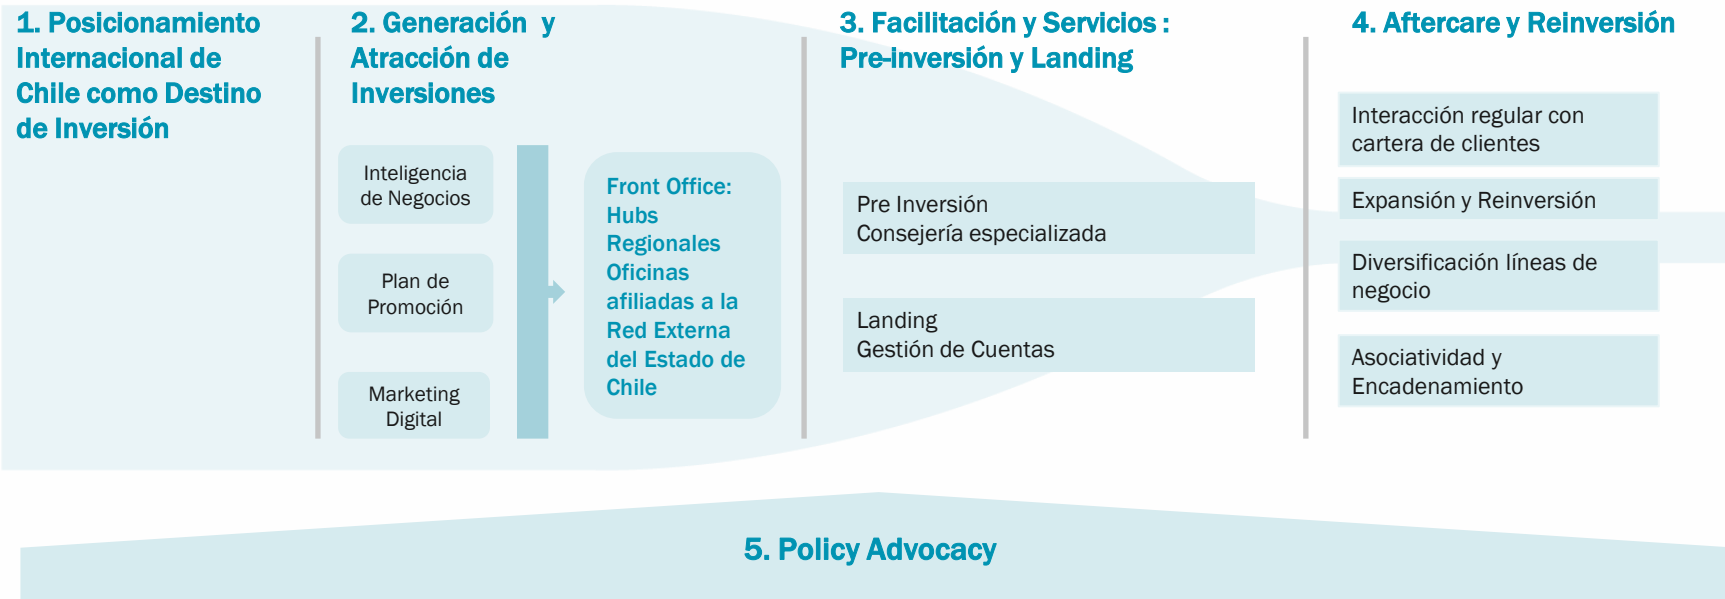 1. Posicionamiento
Internacional de
Chile como Destino
de Inversión
2. Generación y
Atracción de
Inversiones
Inteligencia
de Negocios
Plan de
Promoción
Marketing
Digital
Front Office:
Hubs
Regionales
Oficinas
afiliadas a la
Red Externa
del Estado de
Chile
3. Facilitación y Servicios :
Pre-inversión y Landing
Pre Inversión
Consejería especializada
Landing
Gestión de Cuentas
4. Aftercare y Reinversión
Interacción regular con
cartera de clientes
Expansión y Reinversión
Diversificación líneas de
negocio
Asociatividad y
Encadenamiento
5. Policy Advocacy